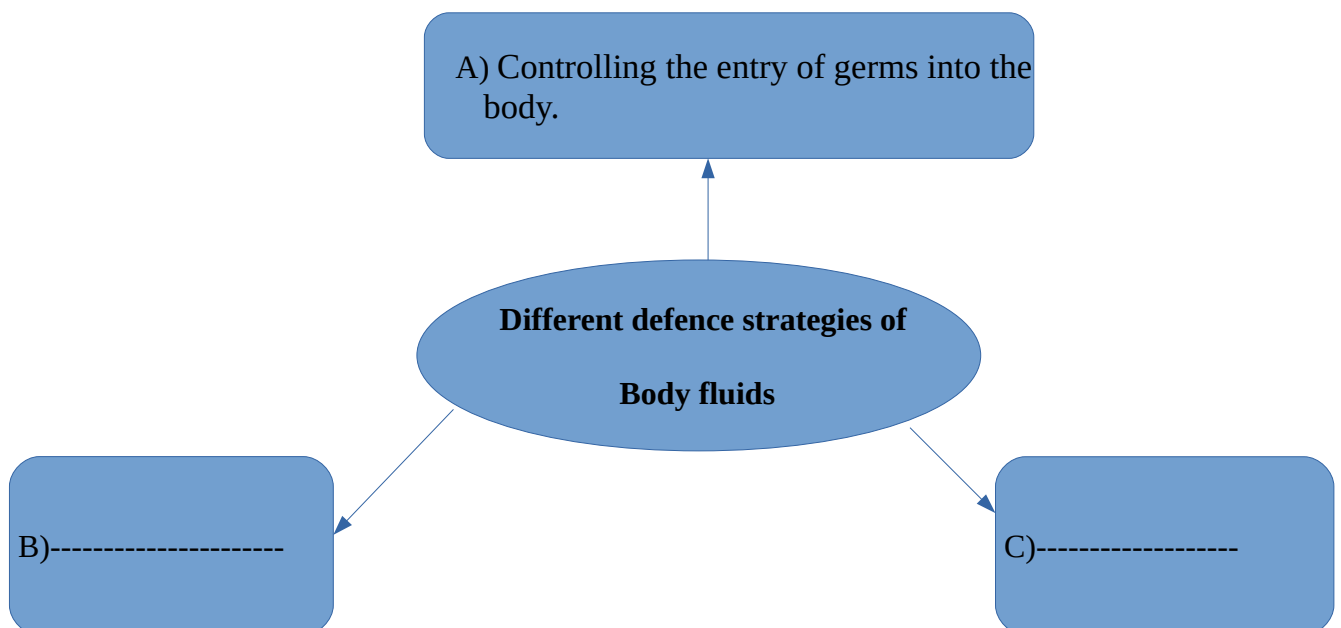 A) Controlling the entry of germs into the
body.
Different defence strategies of
Body fluids
B)----------------------
C)-------------------